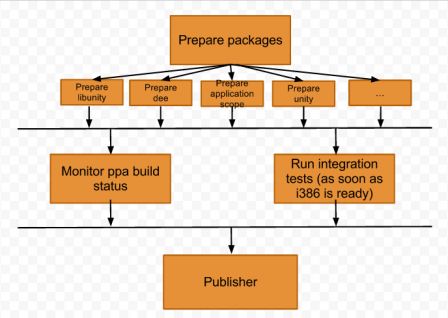 Prepare packages
Prepare
libunity
Prepare
dee
Prepare
application
scope
Prepare
unity
...
Monitor ppa build
status
Run integration
tests (as soon as
i386 is ready)
Publisher